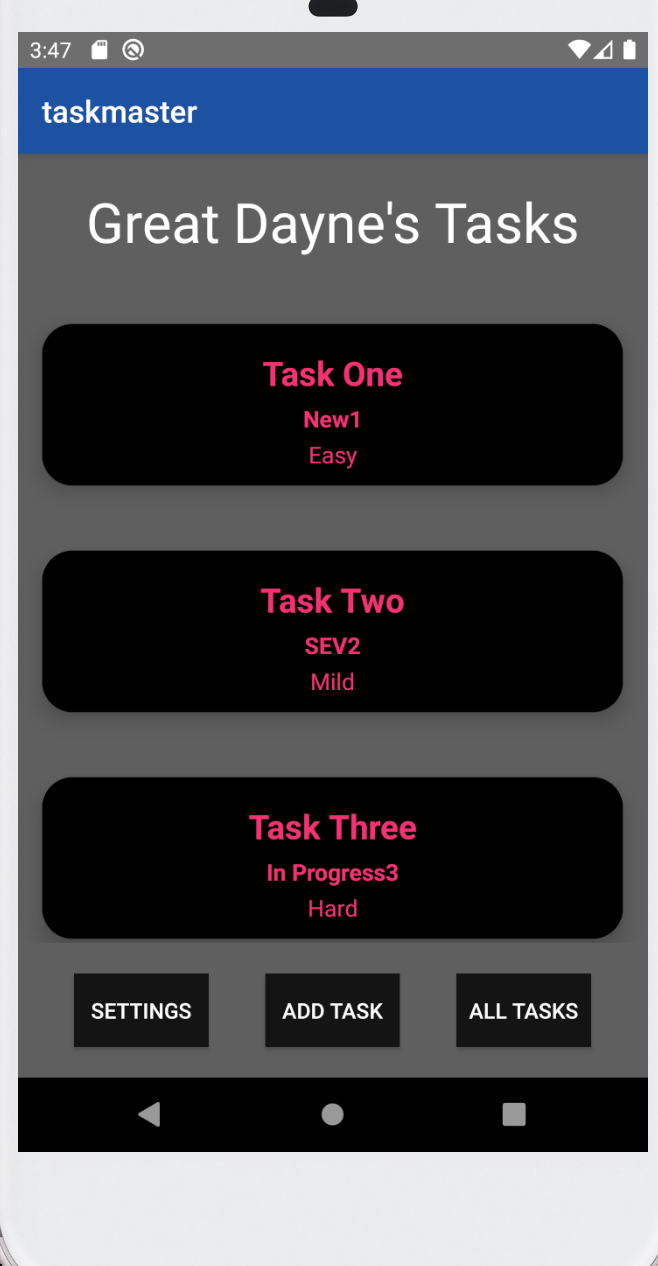 3:47
taskmaster
Great Dayne's Tasks
Task One
New1
Easy
Task Two
SEV2
Mild
Task Three
In Progress3
Hard
SETTINGS ADD TASK ALL TASKS